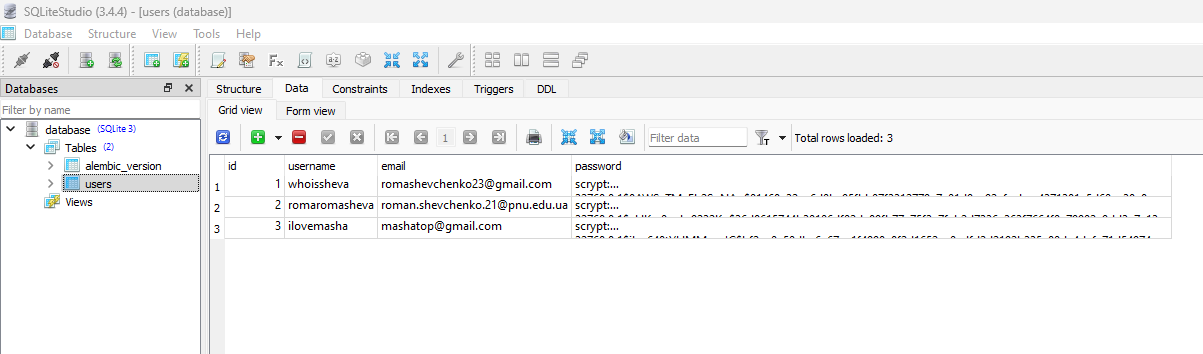 SQLiteStudio (3.4.4) - [users (database)]
Database Structure View Tools Help
Databases
Structure Data Constraints Indexes Triggers DDL
Filter by name
Grid view Form view
database (SQLite 3)
Tables (2)
alembic_version
users
Views
1 Filter data Total rows loaded: 3
id username email password
1 1 whoissheva romashevchenko23@gmail.com scrypt:...
2 2 romaromasheva roman.shevchenko.21@pnu.edu.ua scrypt:...
3 3 ilovemasha mashatop@gmail.com scrypt:...